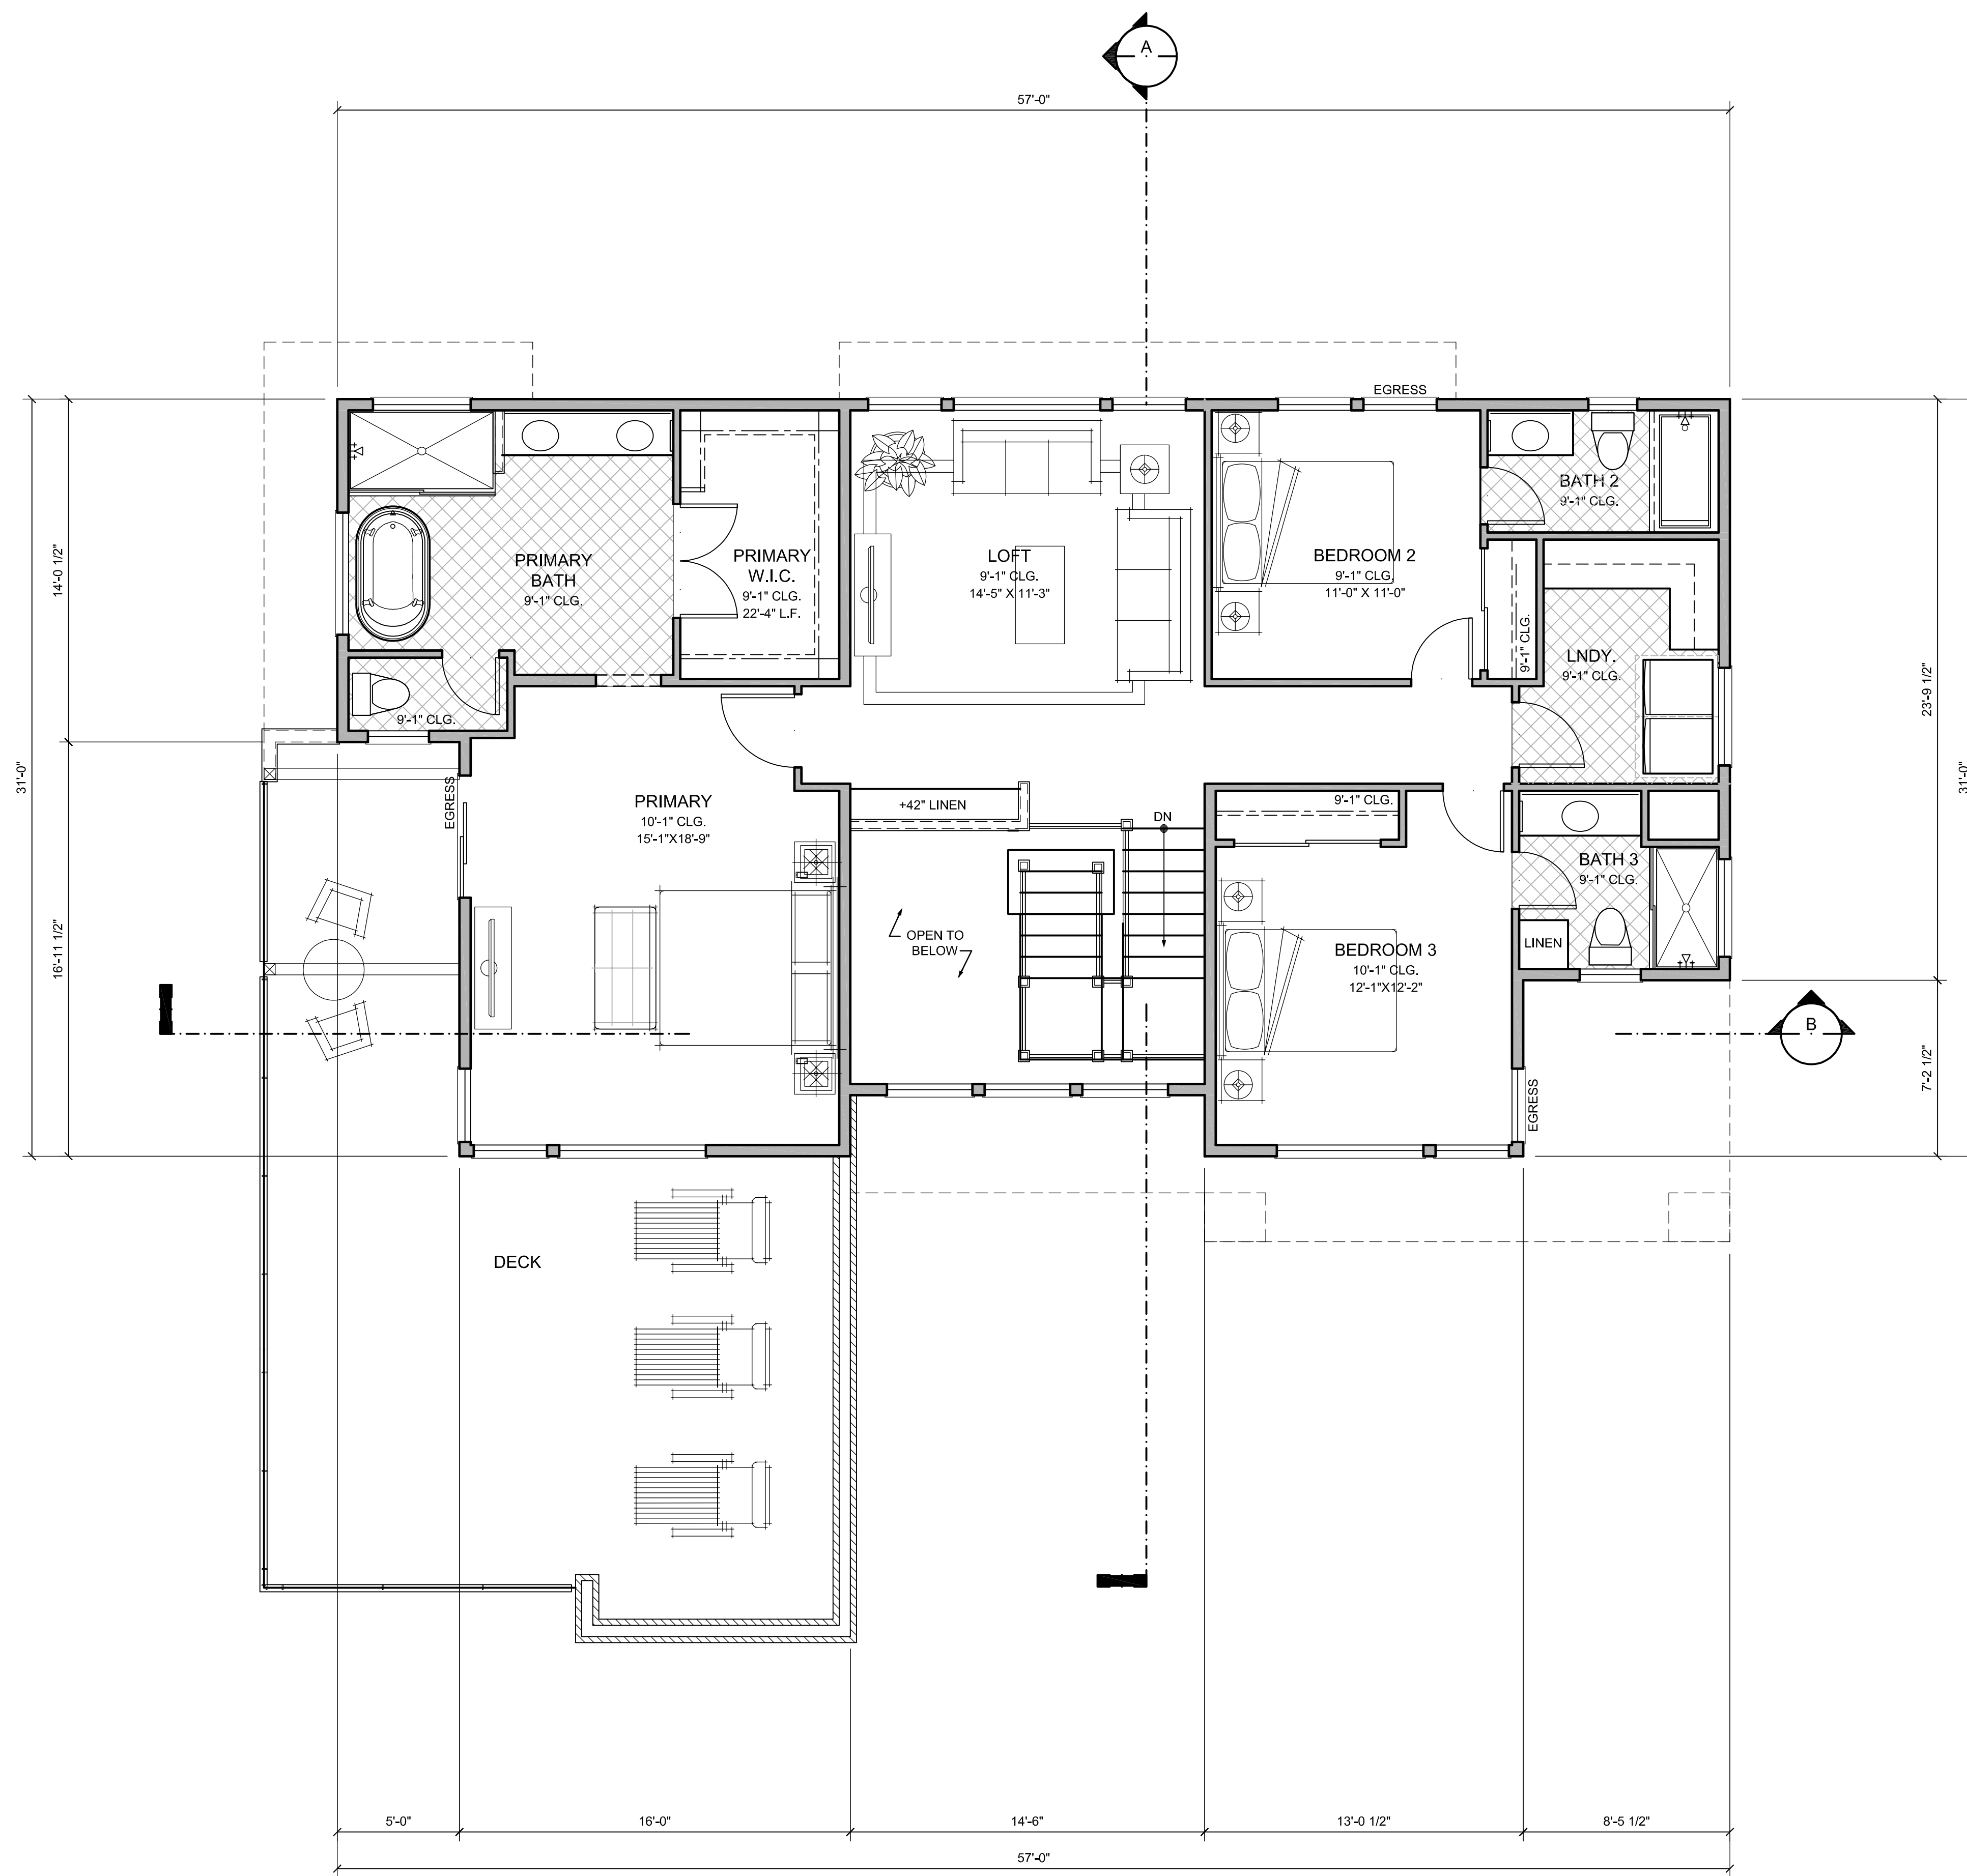 A
57'-0"
EGRESS
PRIMARY
BATH
9'-1" CLG.
PRIMARY
W.I.C.
9'-1" CLG.
22'-4" L.F.
LOFT
9'-1" CLG.
14'-5" X 11'-3"
BEDROOM 2
9'-1" CLG.
11'-0" X 11'-0"
BATH 2
9'-1" CLG.
9'-1" CLG.
LNDY.
9'-1" CLG.
14'-0 1/2"
23'-9 1/2"
9'-1" CLG.
31'-0"
31'-0"
EGRESS
PRIMARY
10'-1" CLG.
15'-1"X18'-9"
+42" LINEN
DN
9'-1" CLG.
BATH 3
9'-1" CLG.
16'-11 1/2"
OPEN TO
BELOW
LINEN
BEDROOM 3
10'-1" CLG.
12'-1"X12'-2"
B
7'-2 1/2"
EGRESS
DECK
5'-0"
16'-0"
14'-6"
13'-0 1/2"
8'-5 1/2"
57'-0"